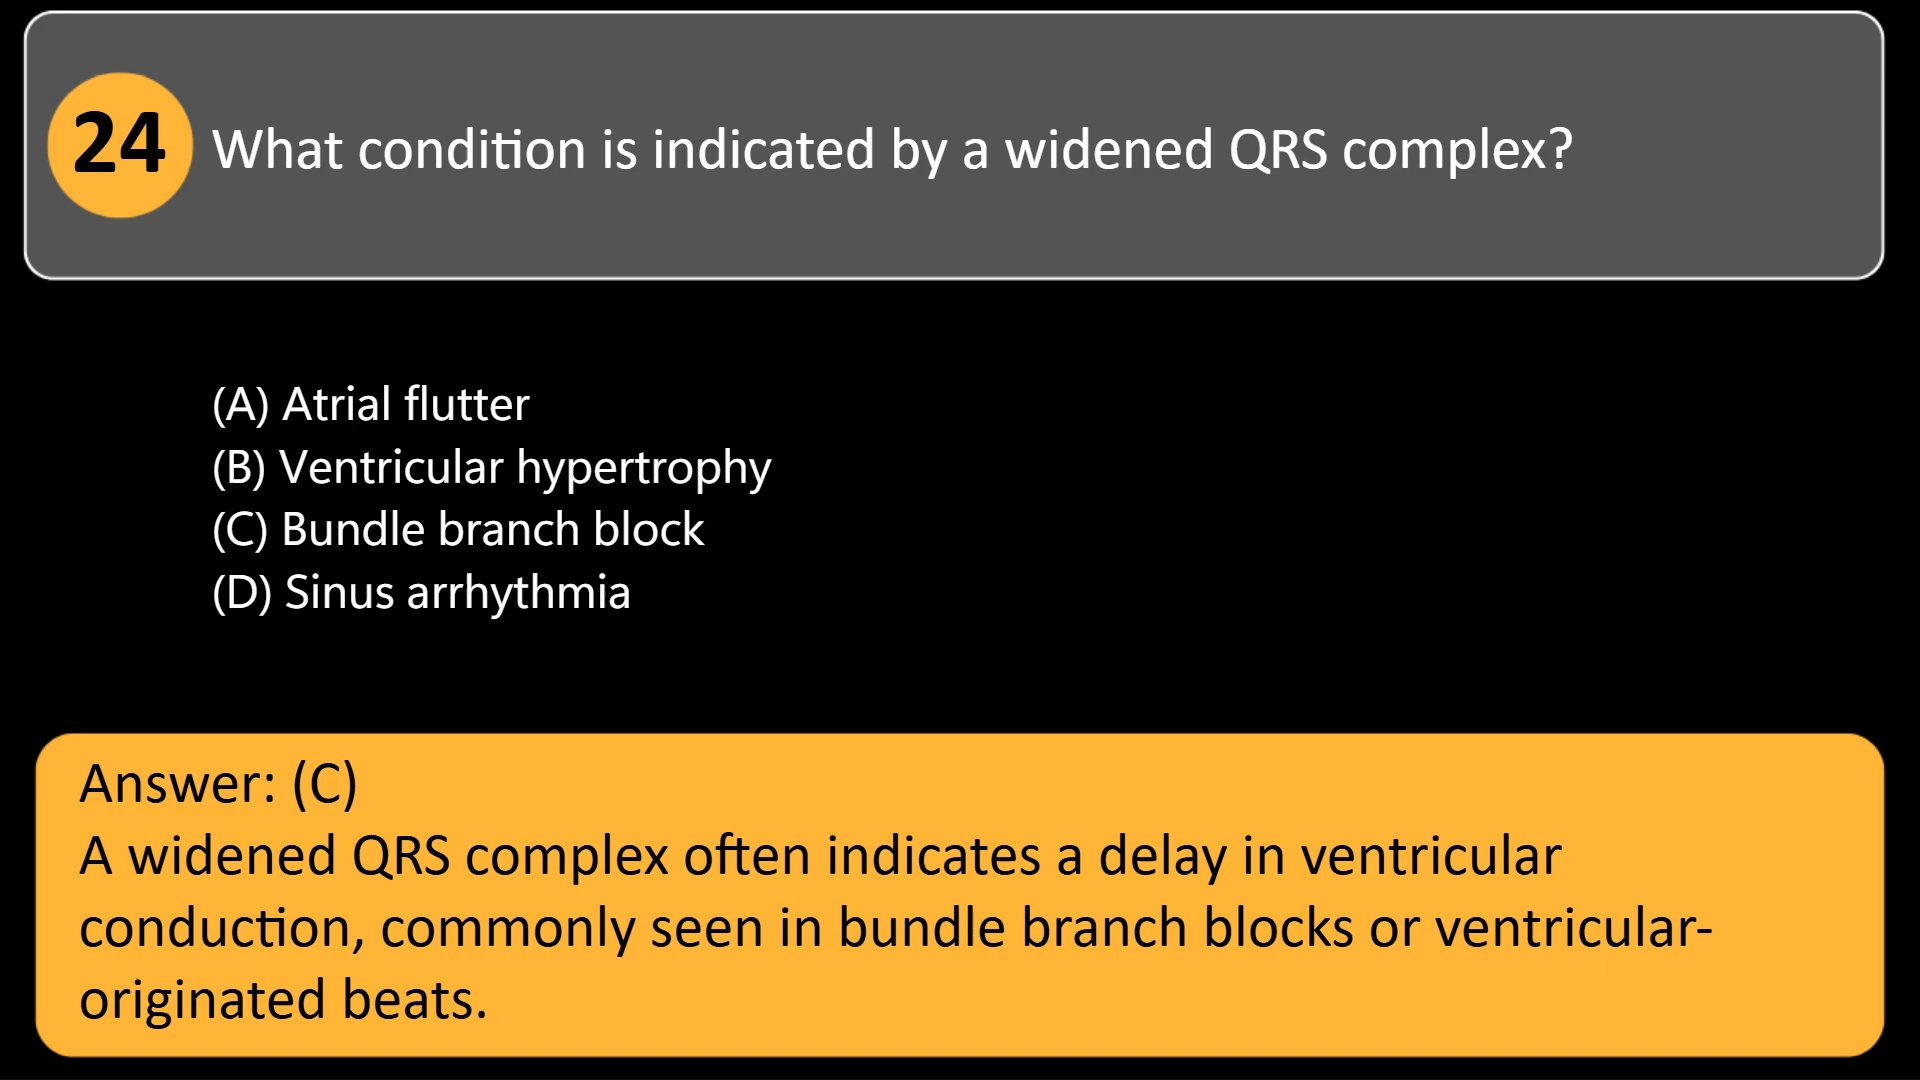 24
What condition is indicated by a widened QRS complex?
(A) Atrial flutter
(B) Ventricular hypertrophy
(C) Bundle branch block
(D) Sinus arrhythmia
Answer: (C)
A widened QRS complex often indicates a delay in ventricular
conduction, commonly seen in bundle branch blocks or ventricular-
originated beats.